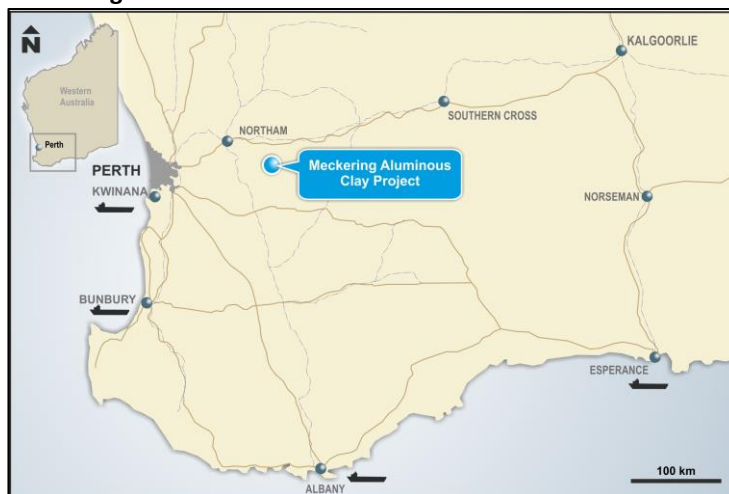 N
Western
Australia
Perth
KALGOORLIE
SOUTHERN CROSS
NORTHAM
Meckering Aluminous
Clay Project
PERTH
KWINANA
NORSEMAN
BUNBURY
ESPERANCE
100 km
ALBANY